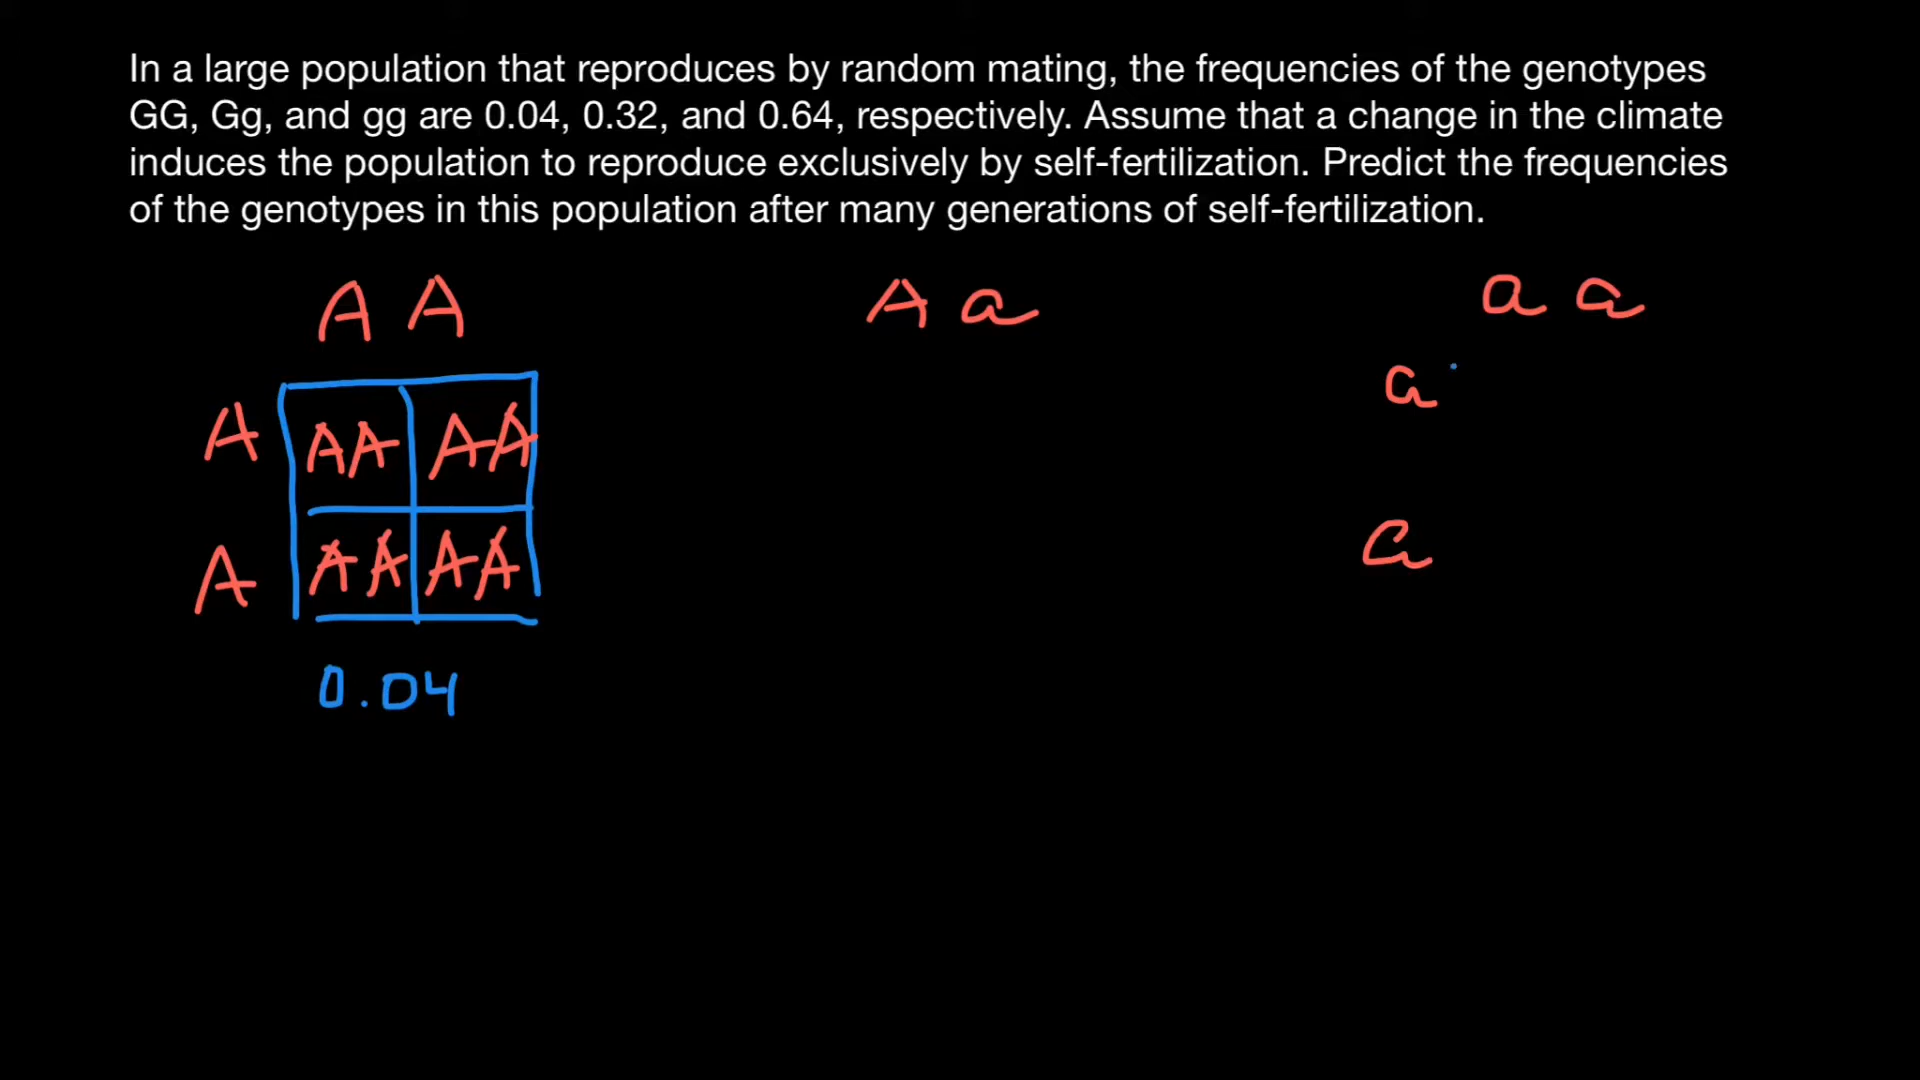 In a large population that reproduces by random mating, the frequencies of the genotypes
GG, Gg, and gg are 0.04, 0.32, and 0.64, respectively. Assume that a change in the climate
induces the population to reproduce exclusively by self-fertilization. Predict the frequencies
of the genotypes in this population after many generations of self-fertilization.
A A A a a a
a
A AA AA
A AA AA a
0.04